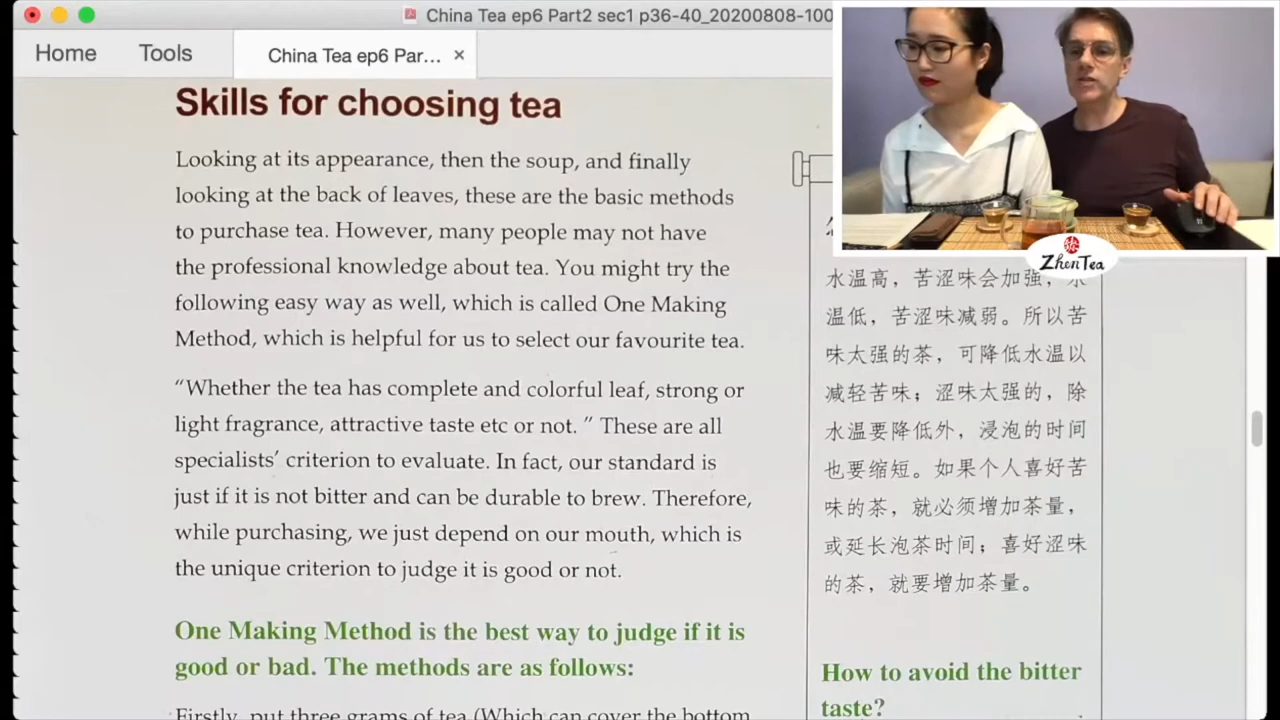 China Tea ep6 Part2 sec1 p36-40_20200808-100
Home
Tools
China Tea ep6 Par...
Skills for choosing tea
Looking at its appearance, then the soup, and finally
looking at the back of leaves, these are the basic methods
to purchase tea. However, many people may not have
the professional knowledge about tea. You might try the
following easy way as well, which is called One Making
Method, which is helpful for us to select our favourite tea.
“Whether the tea has complete and colorful leaf, strong or
light fragrance, attractive taste etc or not. ” These are all
specialists’ criterion to evaluate. In fact, our standard is
just if it is not bitter and can be durable to brew. Therefore,
while purchasing, we just depend on our mouth, which is
the unique criterion to judge it is good or not.
One Making Method is the best way to judge if it is
good or bad. The methods are as follows:
Firstly, put three grams of tea (Which can cover the bottom
ZhenTea
水温高，苦涩味会加强，水
温低，苦涩味减弱。所以苦
味太强的茶，可降低水温以
减轻苦味；涩味太强的，除
水温要降低外，浸泡的时间
也要缩短。如果个人喜好苦
味的茶，就必须增加茶量，
或延长泡茶时间；喜好涩味
的茶，就要增加茶量。
How to avoid the bitter
taste?